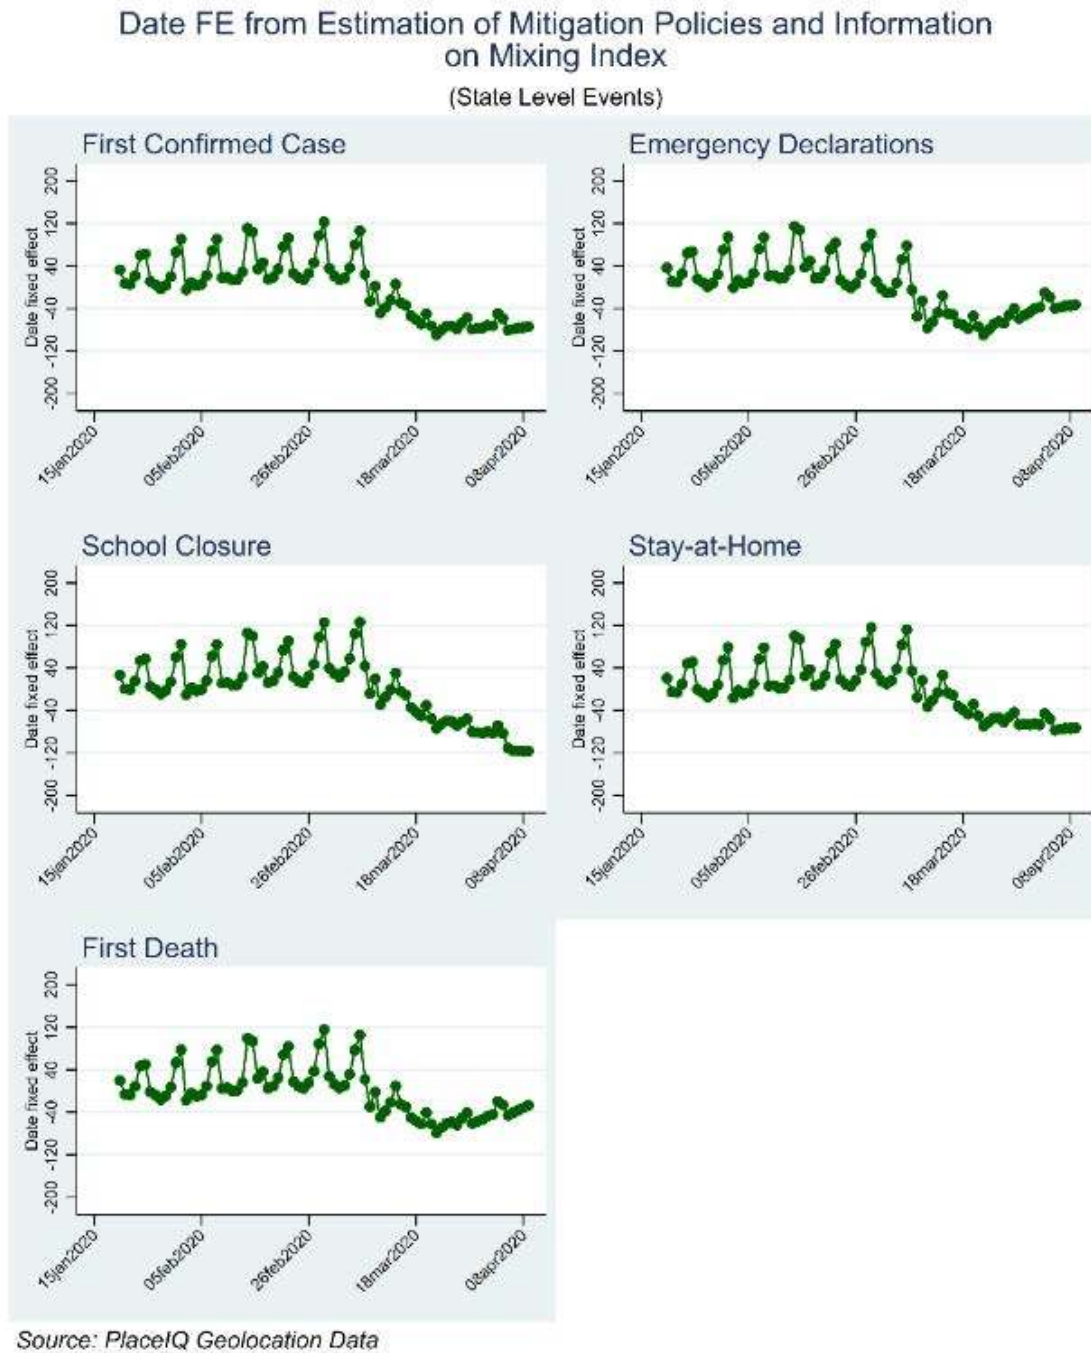 Date FE from Estimation of Mitigation Policies and Information
on Mixing Index
(State Level Events)
First Confirmed Case
Date fixed effect
200
120
40
-40
-120
-200
15jan2020
05feb2020
26feb2020
18mar2020
08apr2020
Emergency Declarations
Date fixed effect
200
120
40
-40
-120
-200
15jan2020
05feb2020
26feb2020
18mar2020
08apr2020
School Closure
Date fixed effect
200
120
40
-40
-120
-200
15jan2020
05feb2020
26feb2020
18mar2020
08apr2020
Stay-at-Home
Date fixed effect
200
120
40
-40
-120
-200
15jan2020
05feb2020
26feb2020
18mar2020
08apr2020
First Death
Date fixed effect
200
120
40
-40
-120
-200
15jan2020
05feb2020
26feb2020
18mar2020
08apr2020
Source: PlaceIQ Geolocation Data